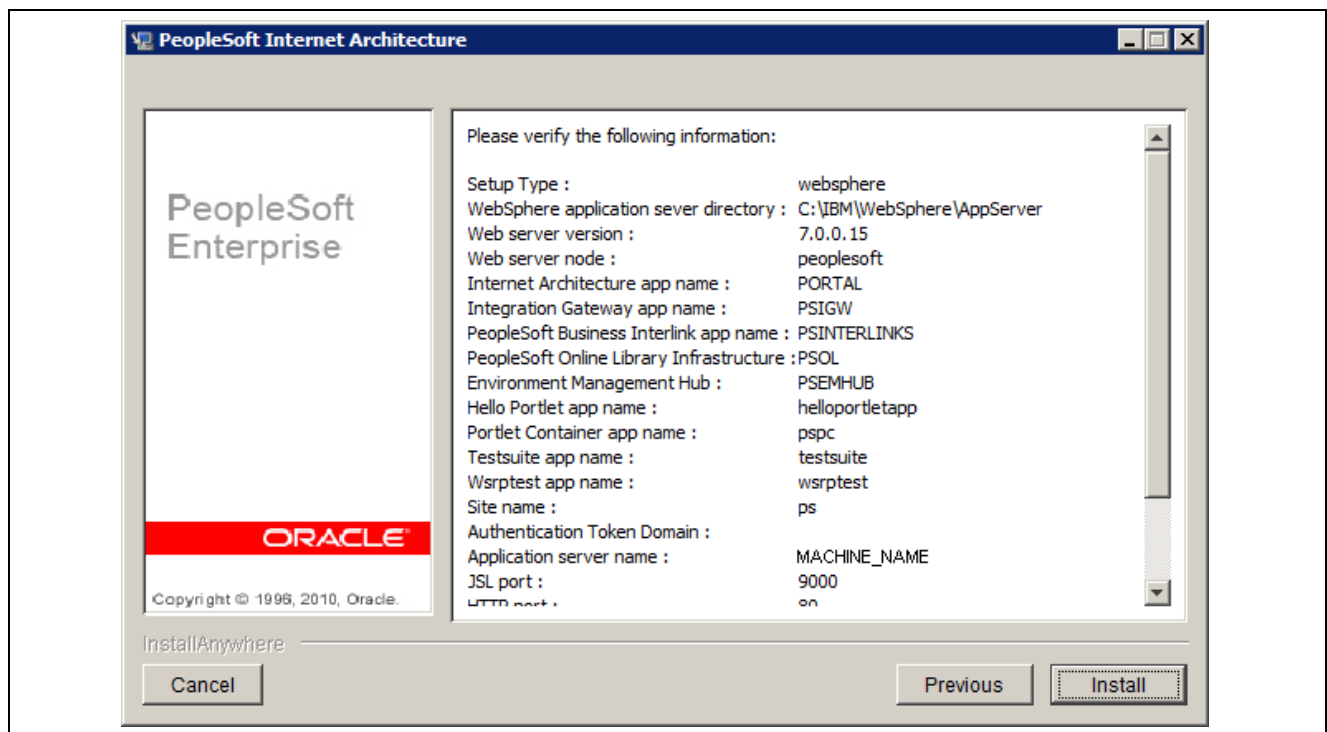 PeopleSoft Internet Architecture
PeopleSoft
Enterprise
ORACLE
Copyright © 1996, 2010, Oracle.
Please verify the following information:
Setup Type : websphere
WebSphere application sever directory : C:\IBM\WebSphere\AppServer
Web server version : 7.0.0.15
Web server node : peoplesoft
Internet Architecture app name : PORTAL
Integration Gateway app name : PSIGW
PeopleSoft Business Interlink app name : PSINTERLINKS
PeopleSoft Online Library Infrastructure :PSOL
Environment Management Hub : PSEMHUB
Hello Portlet app name : helloportletapp
Portlet Container app name : pspc
Testsuite app name : testsuite
Wsrptest app name : wsrptest
Site name : ps
Authentication Token Domain :
Application server name : MACHINE_NAME
JSL port : 9000
HTTP port : 80
InstallAnywhere
Cancel
Previous
Install